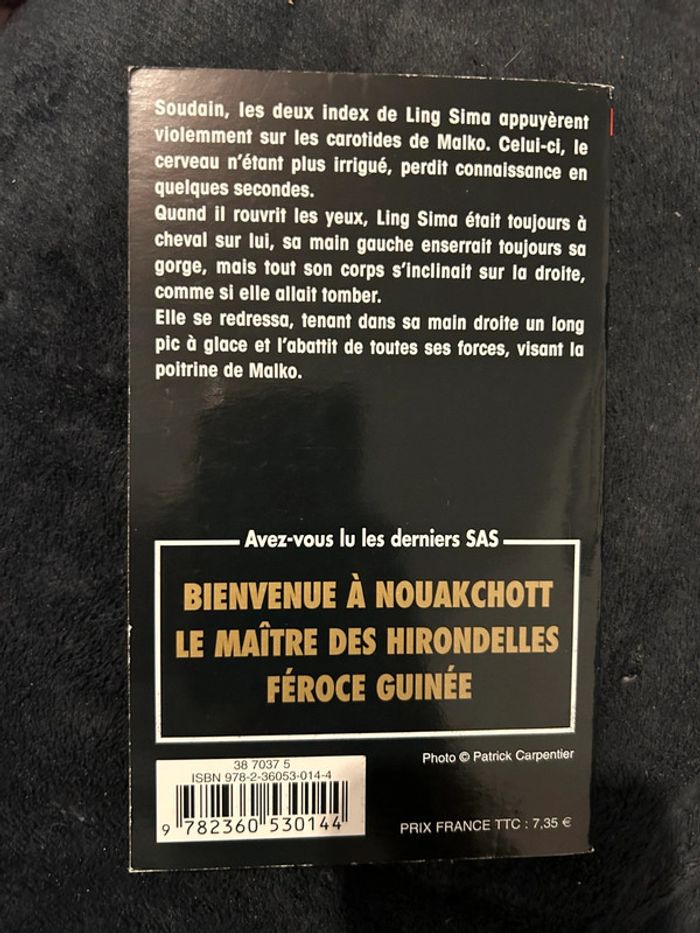 Soudain, les deux index de Ling Sima appuyèrent
violemment sur les carotides de Malko. Celui-ci, le
cerveau n'étant plus irrigué, perdit connaissance en
quelques secondes.
Quand il rouvrit les yeux, Ling Sima était toujours à
cheval sur lui, sa main gauche enserrait toujours sa
gorge, mais tout son corps s'inclinait sur la droite,
comme si elle allait tomber.
Elle se redressa, tenant dans sa main droite un long
pic à glace et l'abattit de toutes ses forces, visant la
poitrine de Malko.
Avez-vous lu les derniers SAS
BIENVENUE À NOUAKCHOTT
LE MAÎTRE DES HIRONDELLES
FÉROCE GUINÉE
Photo © Patrick Carpentier
38 7037 5
ISBN 978-2-36053-014-4
9 782360 530144
PRIX FRANCE TTC : 7,35 €